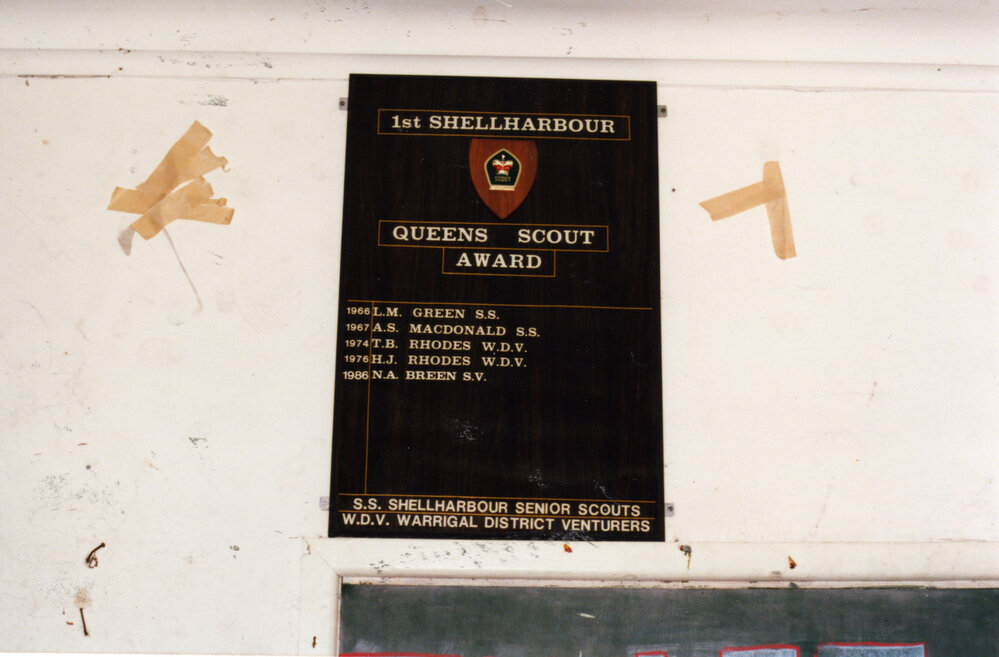 1st SHELLHARBOUR
SCOUT
QUEENS SCOUT
AWARD
1966 L.M. GREEN S.S.
1967 A.S. MACDONALD S.S.
1974 T.B. RHODES W.D.V.
1976 H.J. RHODES W.D.V.
1986 N.A. BREEN S.V.
S.S. SHELLHARBOUR SENIOR SCOUTS
W.D.V. WARRIGAL DISTRICT VENTURERS